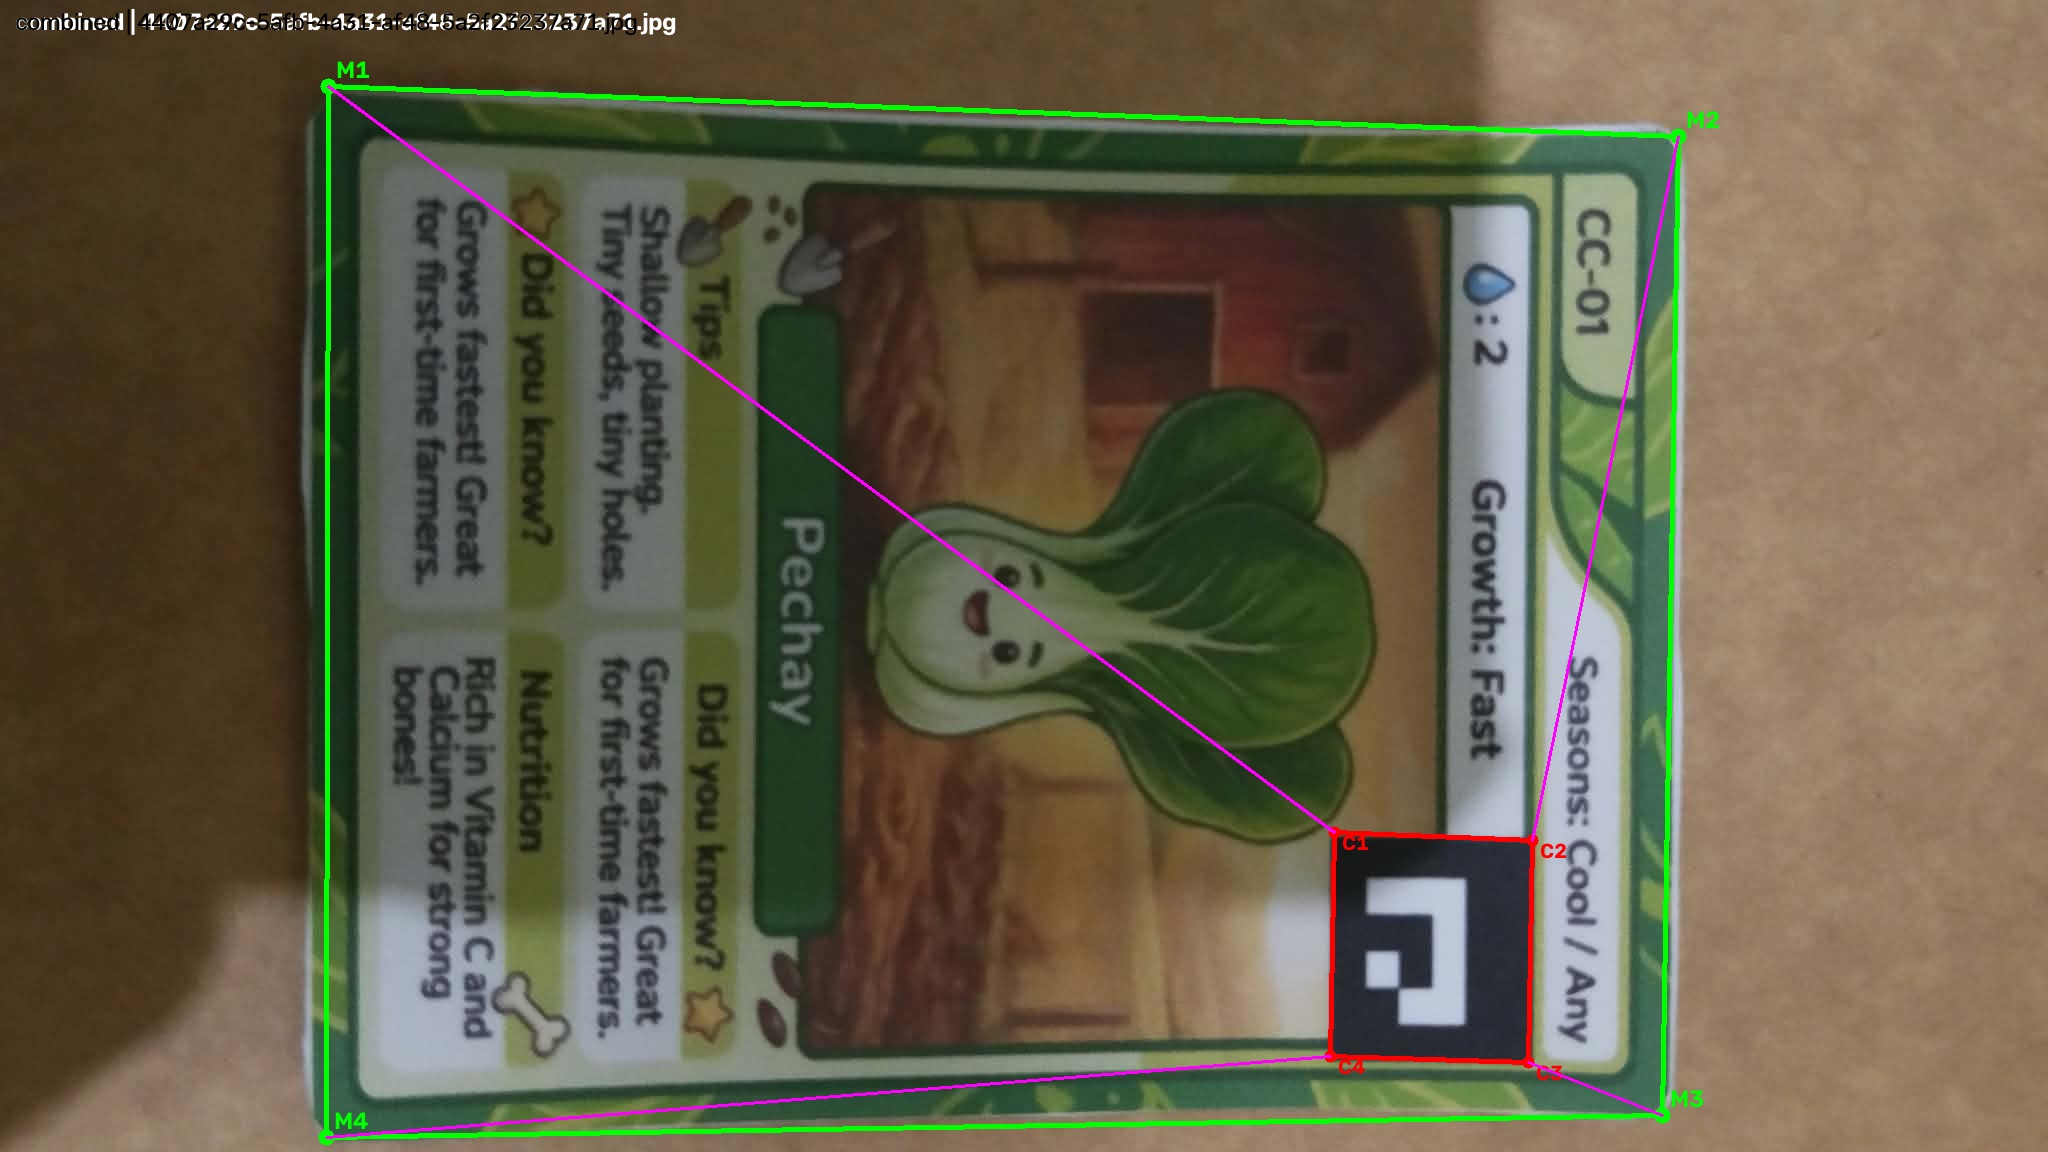 M1
M2
CC-01
Seasons: Cool / Any
: 2
Growth: Fast
C1
C2
C4
C3
Pechay
Tips
Shallow planting.
Tiny seeds, tiny holes.
Did you know?
Grows fastest! Great
for first-time farmers.
Did you know?
Grows fastest! Great
for first-time farmers.
Nutrition
Rich in Vitamin C and
Calcium for strong
bones!
M4
M3